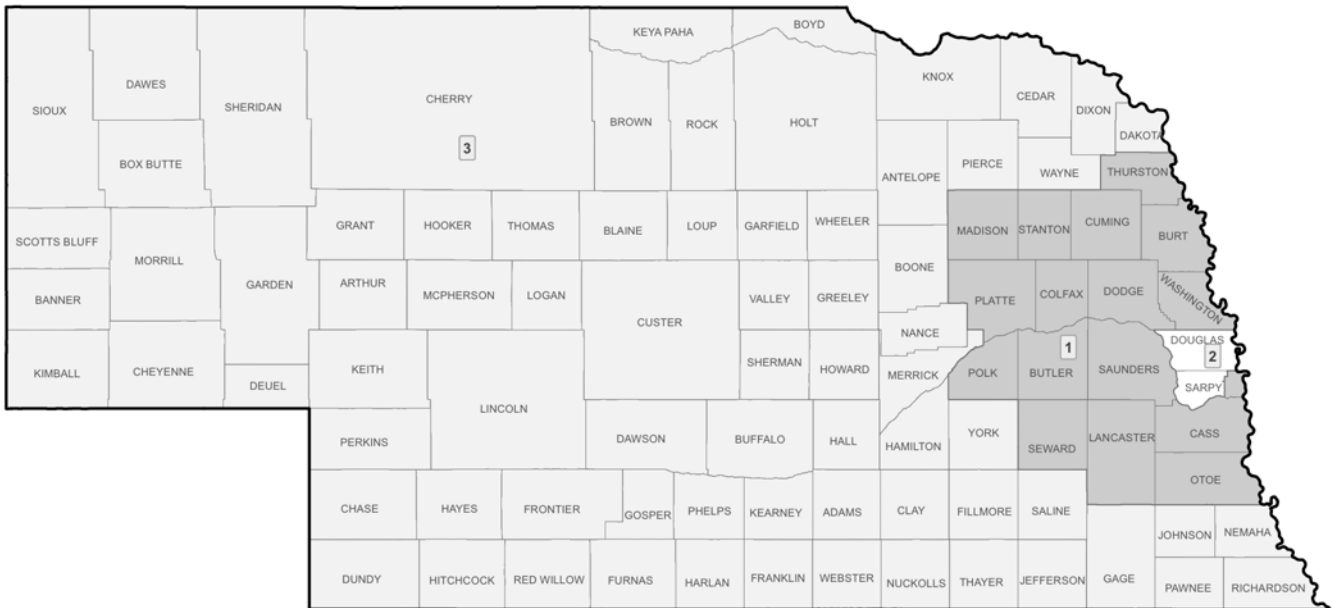 KEYA PAHA
BOYD
SIOUX
DAWES
SHERIDAN
CHERRY
3
BROWN
ROCK
HOLT
KNOX
CEDAR
DIXON
DAKOTA
BOX BUTTE
ANTELOPE
PIERCE
WAYNE
THURSTON
SCOTTS BLUFF
MORRILL
GARDEN
GRANT
HOOKER
THOMAS
BLAINE
LOUP
GARFIELD
WHEELER
BOONE
MADISON
STANTON
CUMING
BURT
BANNER
ARTHUR
MCPHERSON
LOGAN
CUSTER
VALLEY
GREELEY
NANCE
PLATTE
COLFAX
DODGE
WASHINGTON
KIMBALL
CHEYENNE
DEUEL
KEITH
LINCOLN
SHERMAN
HOWARD
MERRICK
POLK
BUTLER
1
SAUNDERS
DOUGLAS
2
SARPY
PERKINS
DAWSON
BUFFALO
HALL
HAMILTON
YORK
SEWARD
LANCASTER
CASS
OTOE
CHASE
HAYES
FRONTIER
GOSPER
PHELPS
KEARNEY
ADAMS
CLAY
FILLMORE
SALINE
JOHNSON
NEMAHA
DUNDY
HITCHCOCK
RED WILLOW
FURNAS
HARLAN
FRANKLIN
WEBSTER
NUCKOLLS
THAYER
JEFFERSON
GAGE
PAWNEE
RICHARDSON